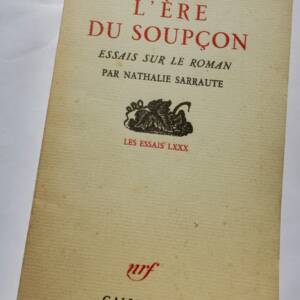 L'ÈRE
DU SOUPÇON
ESSAIS SUR LE ROMAN
PAR NATHALIE SARRAUTE
LES ESSAIS LXXX
nrf